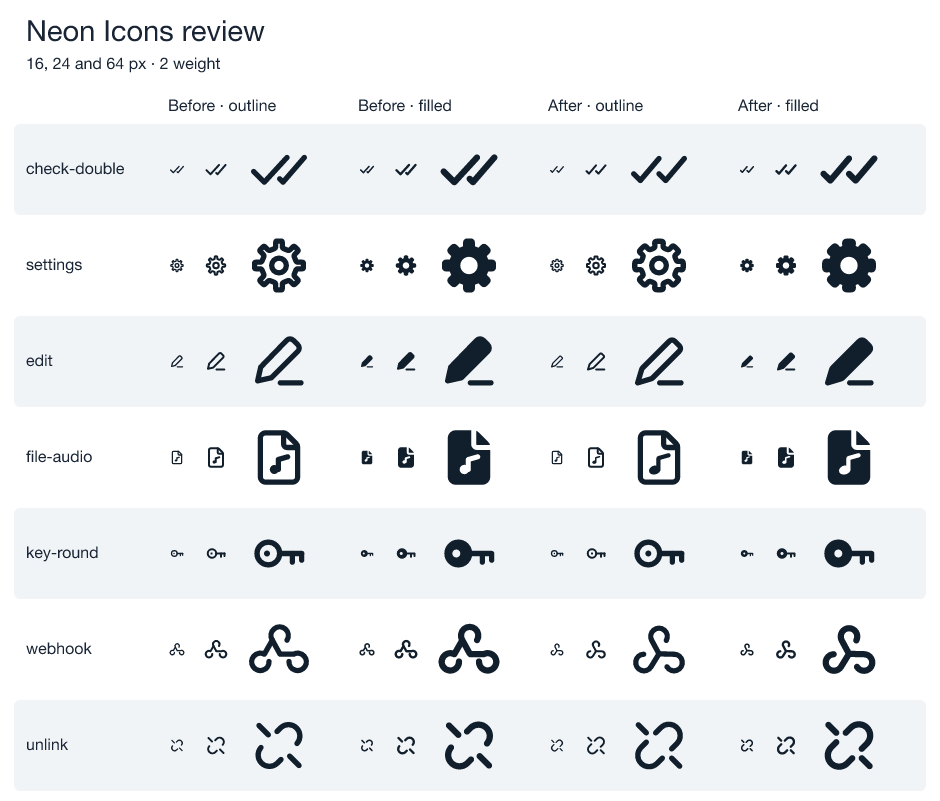 Neon Icons review
16, 24 and 64 px · 2 weight
Before · outline
Before · filled
After · outline
After · filled
check-double
settings
edit
file-audio
key-round
webhook
unlink